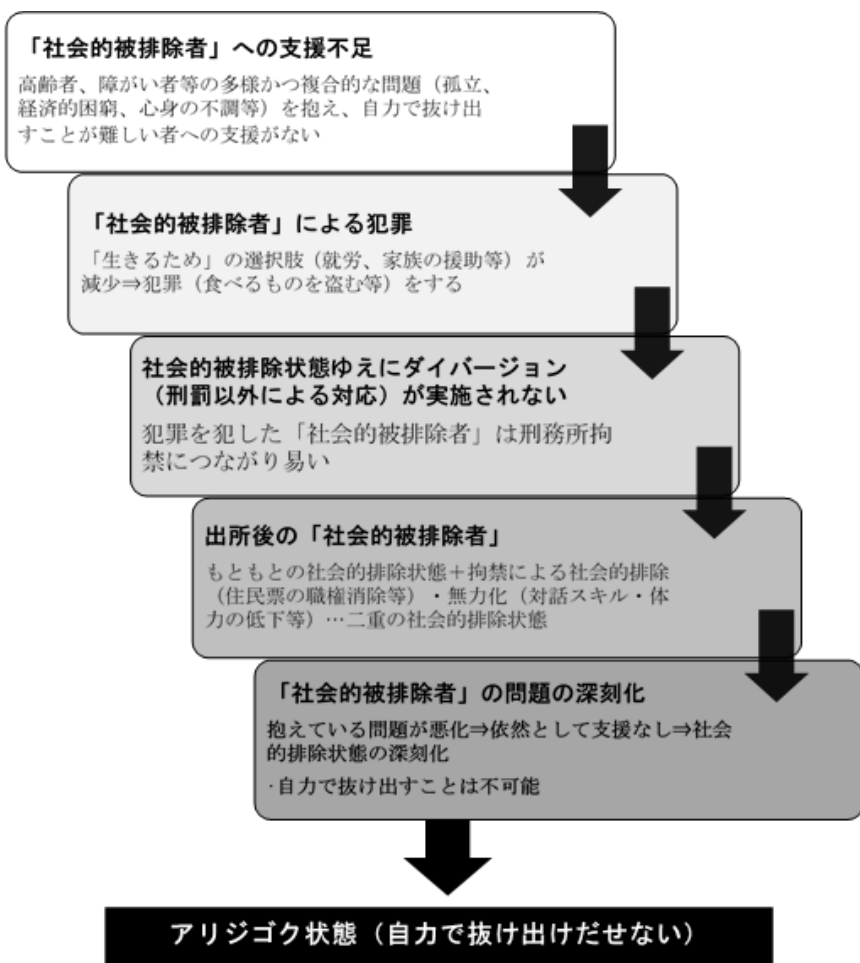 「社会的被排除者」への支援不足
高齢者、障がい者等の多様かつ複合的な問題（孤立、
経済的困窮、心身の不調等）を抱え、自力で抜け出
すことが難しい者への支援がない
「社会的被排除者」による犯罪
「生きるため」の選択肢（就労、家族の援助等）が
減少⇒犯罪（食べるものを盗む等）をする
社会的被排除状態ゆえにダイバージョン
（刑罰以外による対応）が実施されない
犯罪を犯した「社会的被排除者」は刑務所拘
禁につながり易い
出所後の「社会的被排除者」
もともとの社会的排除状態＋拘禁による社会的排除
（住民票の職権消除等）・無力化（対話スキル・体
力の低下等）…二重の社会的排除状態
「社会的被排除者」の問題の深刻化
抱えている問題が悪化⇒依然として支援なし⇒社会
的排除状態の深刻化
·自力で抜け出すことは不可能
アリジゴク状態（自力で抜け出けだせない）